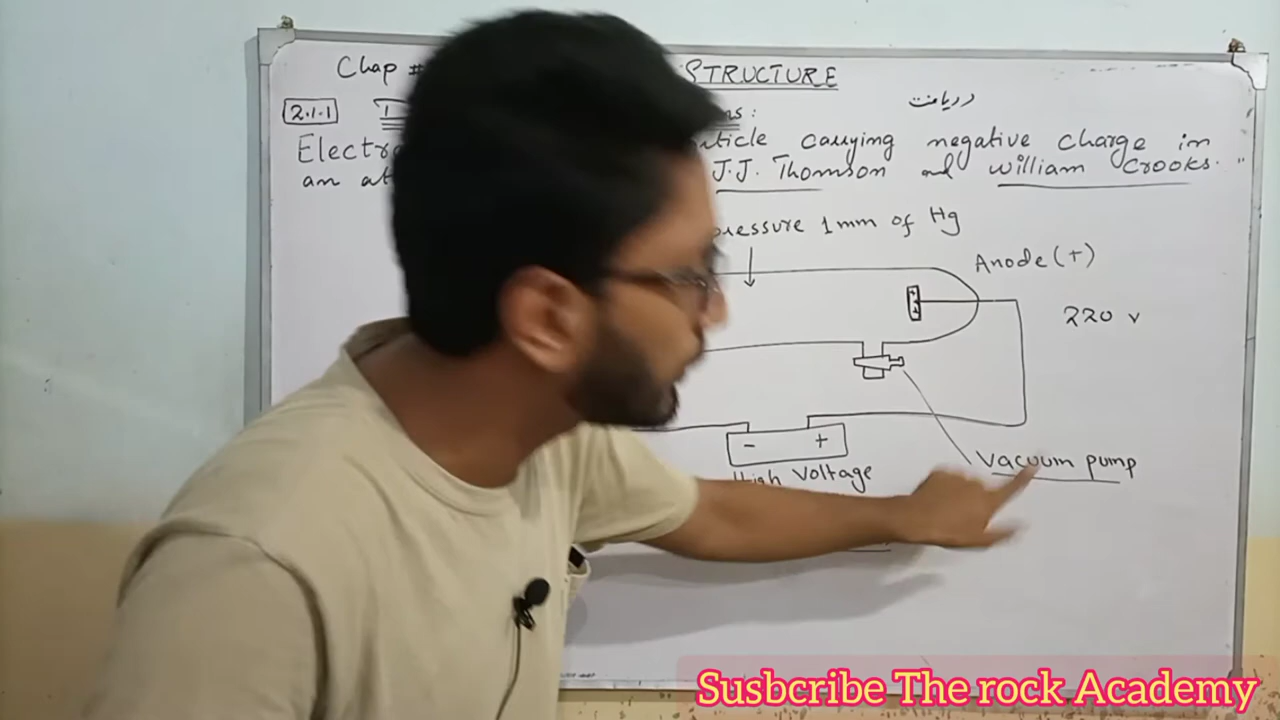 Chap # STRUCTURE
2.1.1 ns: دریافت
Electro ticle carrying negative charge in
an at J.J. Thomson and William Crooks. "
pressure 1mm of Hg
Anode (+)
220 v
- +
Vacuum pump
High Voltage
Susbcribe The rock Academy